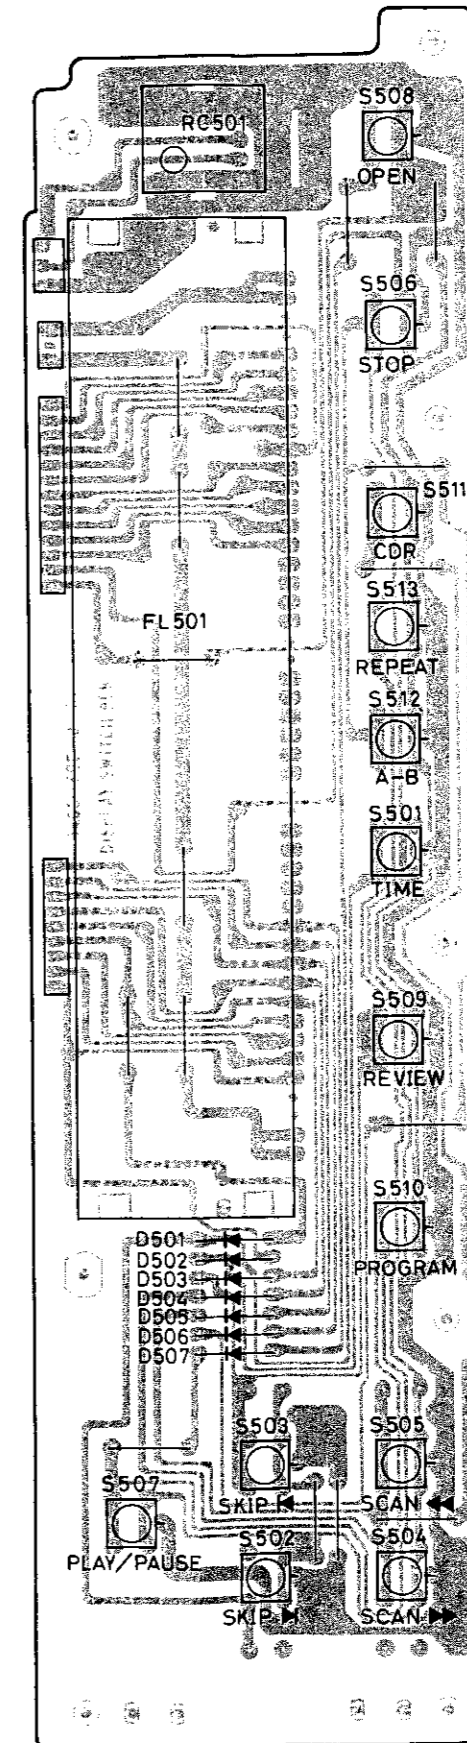 S508
RC501
OPEN
S506
STOP
S511
CDR
S513
FL501
REPEAT
S512
A-B
S501
TIME
S509
REVIEW
S510
D501
D502
PROGRAM
D503
D504
D505
D506
D507
S503
S505
S507
SKIP
SCAN
PLAY/PAUSE
S502
S504
SKIP
SCAN